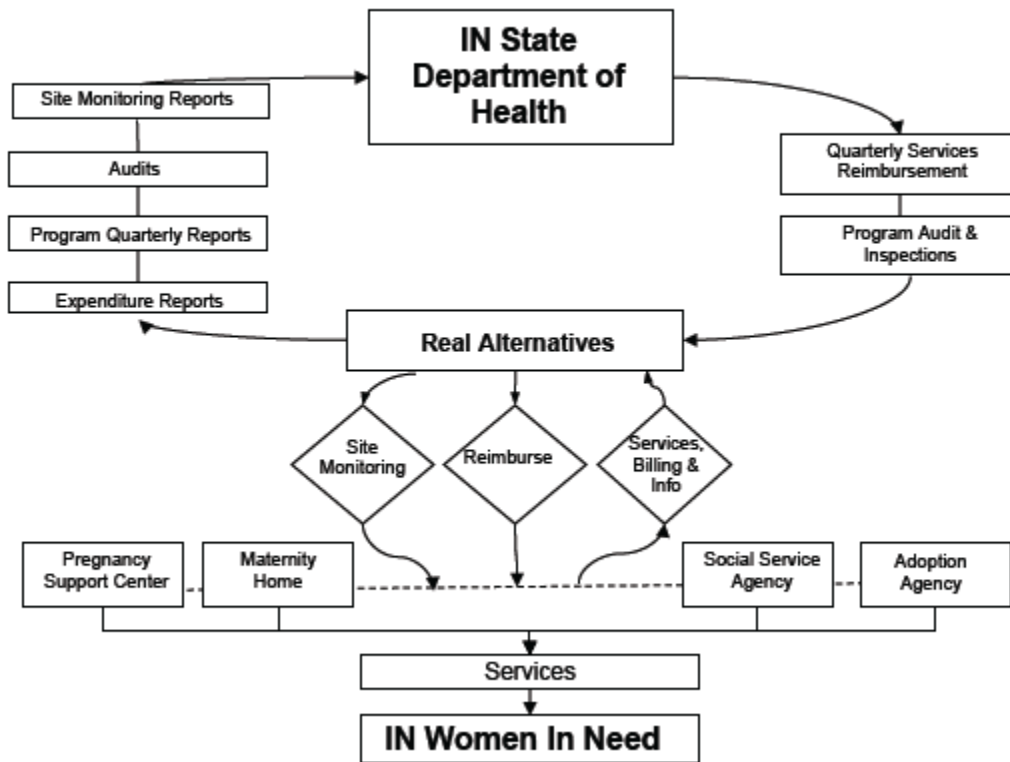 IN State
Department of
Health
Site Monitoring Reports
Audits
Program Quarterly Reports
Expenditure Reports
Quarterly Services
Reimbursement
Program Audit &
Inspections
Real Alternatives
Site
Monitoring
Reimburse
Services,
Billing &
Info
Pregnancy
Support Center
Maternity
Home
Social Service
Agency
Adoption
Agency
Services
IN Women In Need